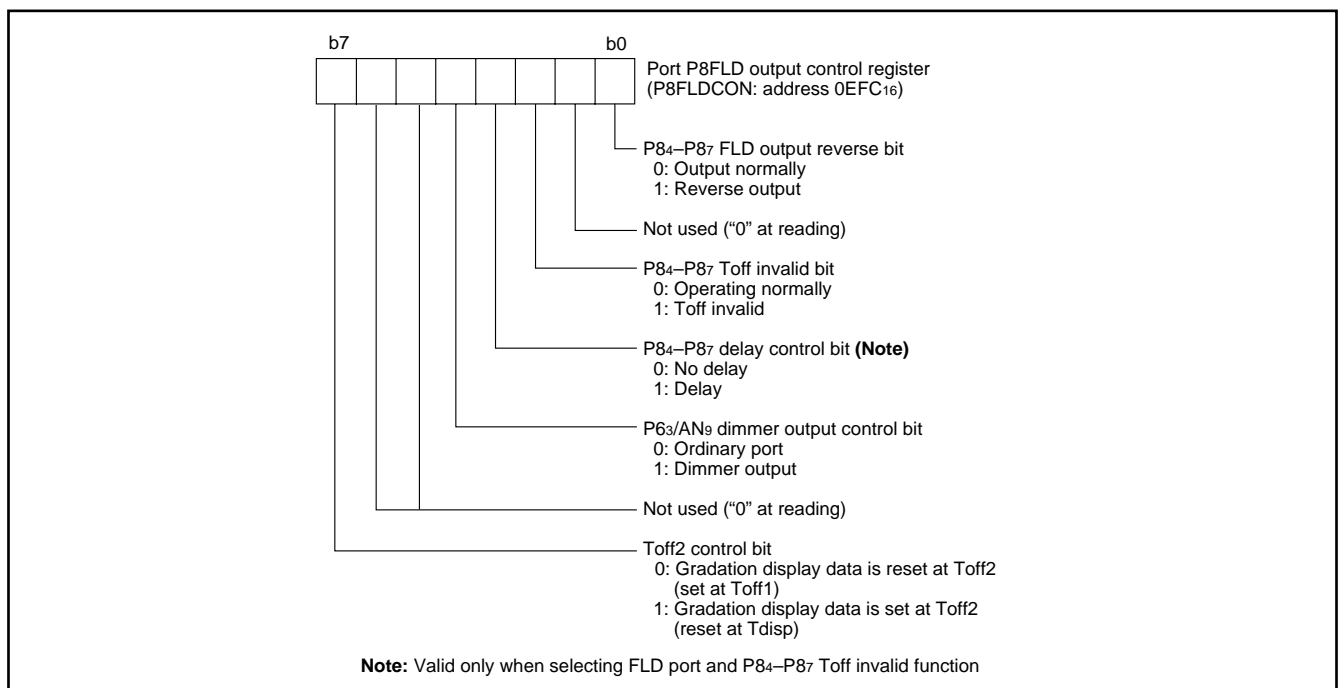 b7 b0
Port P8FLD output control register
(P8FLDCON: address 0EFC16)
P84–P87 FLD output reverse bit
0: Output normally
1: Reverse output
Not used (“0” at reading)
P84–P87 Toff invalid bit
0: Operating normally
1: Toff invalid
P84–P87 delay control bit (Note)
0: No delay
1: Delay
P63/AN9 dimmer output control bit
0: Ordinary port
1: Dimmer output
Not used (“0” at reading)
Toff2 control bit
0: Gradation display data is reset at Toff2
(set at Toff1)
1: Gradation display data is set at Toff2
(reset at Tdisp)
Note: Valid only when selecting FLD port and P84–P87 Toff invalid function